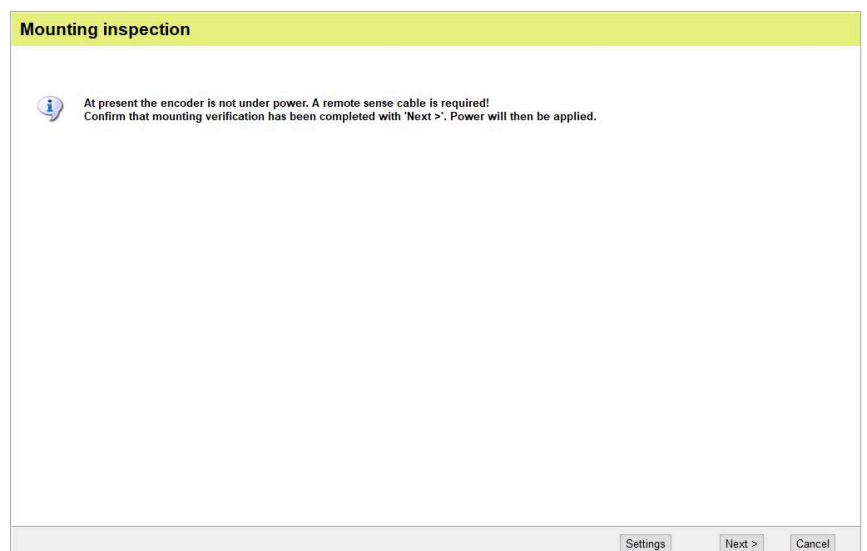 Mounting inspection
At present the encoder is not under power. A remote sense cable is required!
Confirm that mounting verification has been completed with 'Next >'. Power will then be applied.
Settings
Next >
Cancel